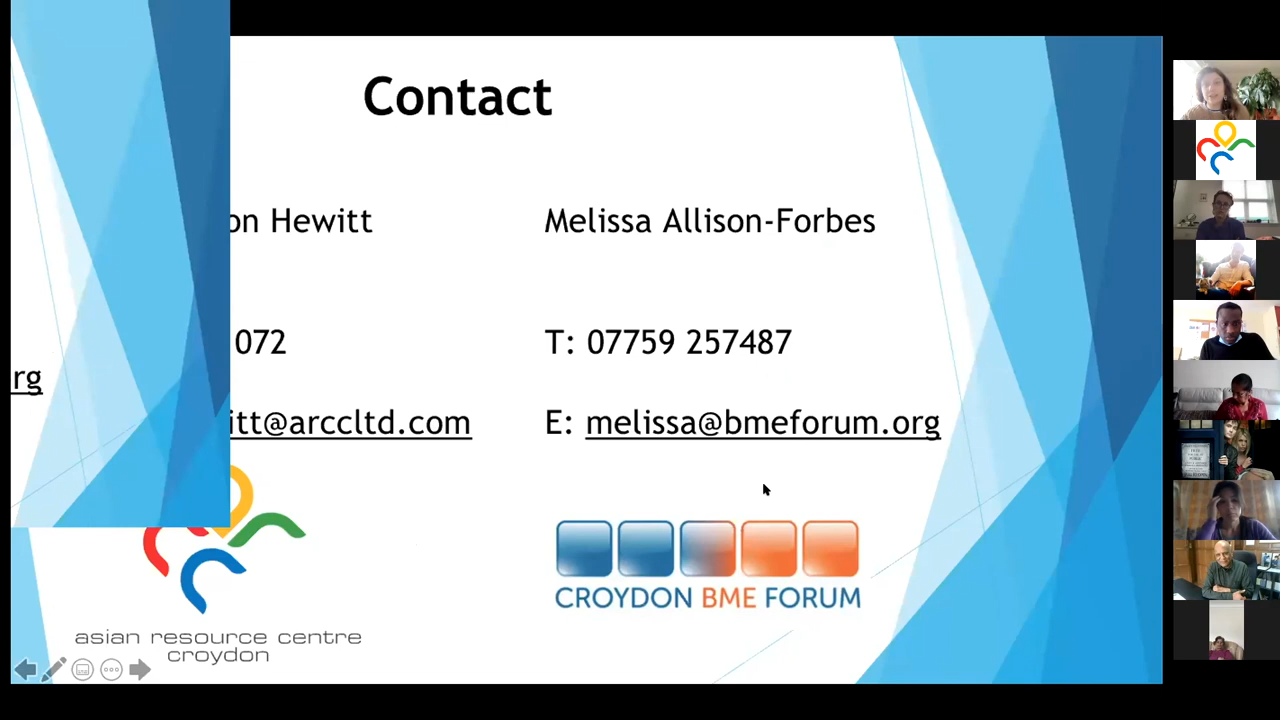 Contact
on Hewitt
Melissa Allison-Forbes
072
T: 07759 257487
rg
itt@arccltd.com
E: melissa@bmeforum.org
CROYDON BME FORUM
asian resource centre
croydon